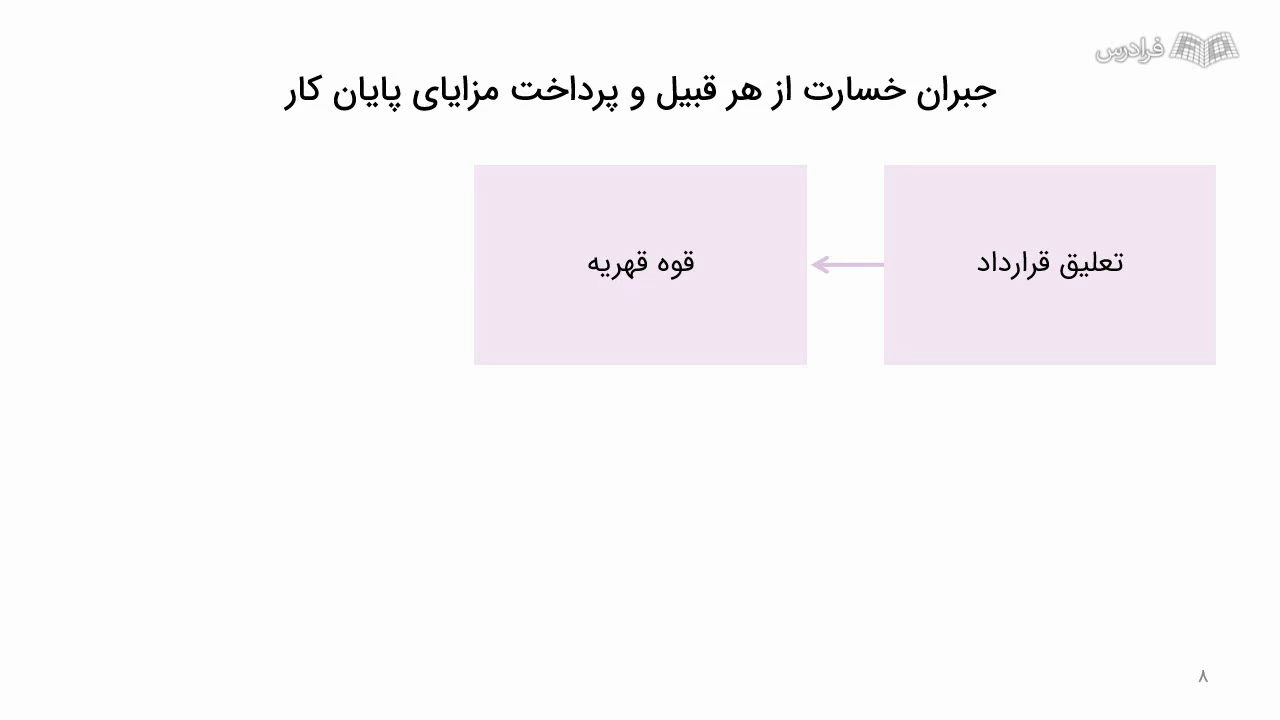 فرادرس
جبران خسارت از هر قبیل و پرداخت مزایای پایان کار
تعلیق قرارداد
قوه قهریه
۸